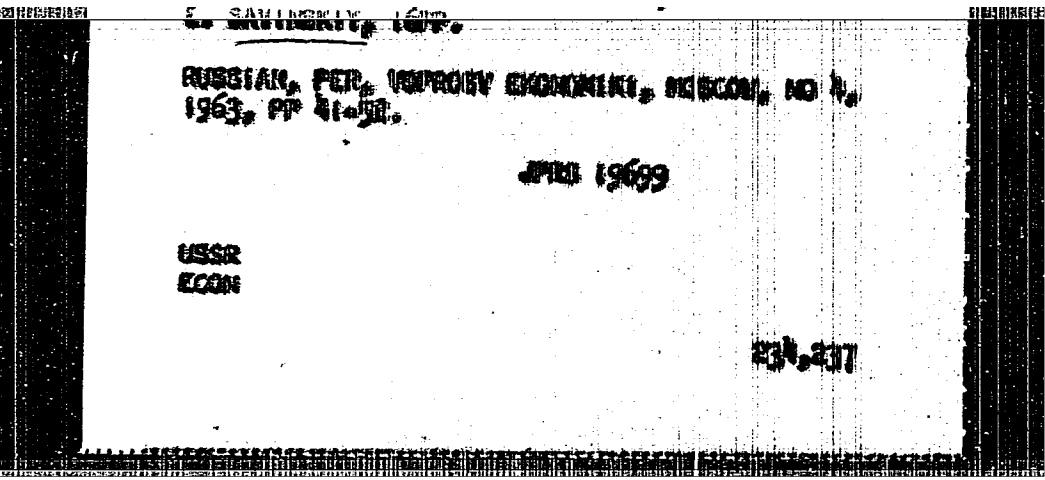 RUSSIAN, PER, VOPROSY EKONOMIKI, MOSCOW, NO 4,
1963, PP 41-52.
JPRS 19699
USSR
ECON
234,237